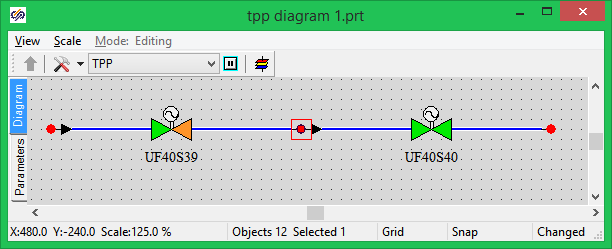 tpp diagram 1.prt
View Scale Mode: Editing
TPP
Diagram
Parameters
UF40S39
UF40S40
X:480.0 Y:-240.0 Scale:125.0 % Objects 12 Selected 1 Grid Snap Changed